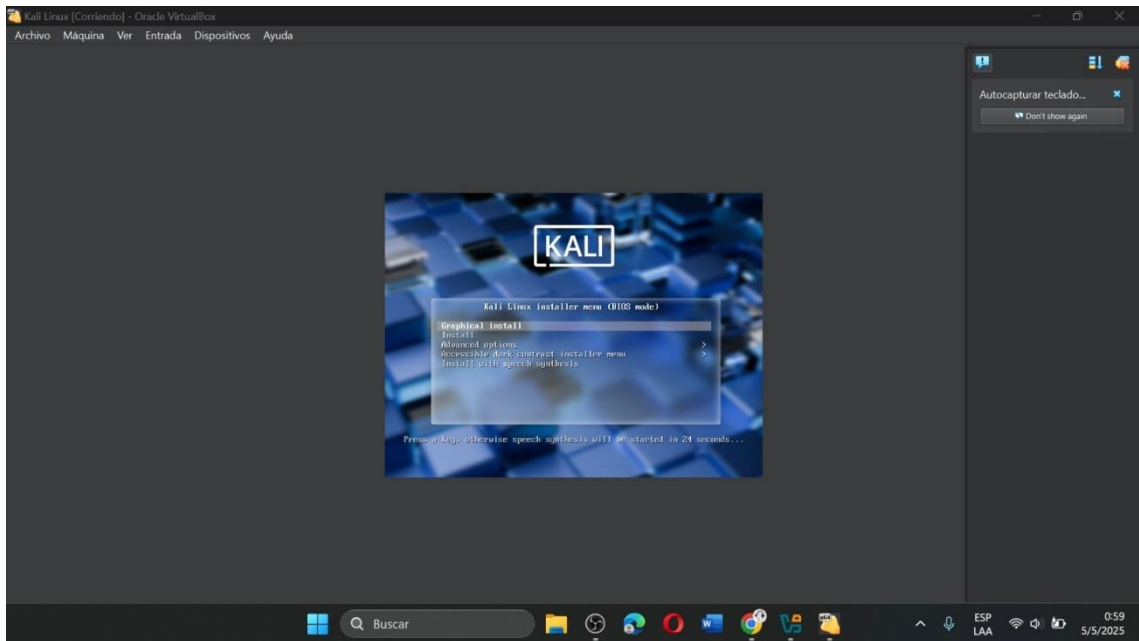 Kali Linux [Corriendo] - Oracle VirtualBox
Archivo Máquina Ver Entrada Dispositivos Ayuda
Autocapturar teclado...
Don't show again
KALI
Kali Linux installer menu (BIOS mode)
Graphical install
Install
Advanced options >
Accessible dark contrast installer menu >
Install with speech synthesis
Press a key, otherwise speech synthesis will be started in 24 seconds...
Buscar
ESP
LAA
0:59
5/5/2025